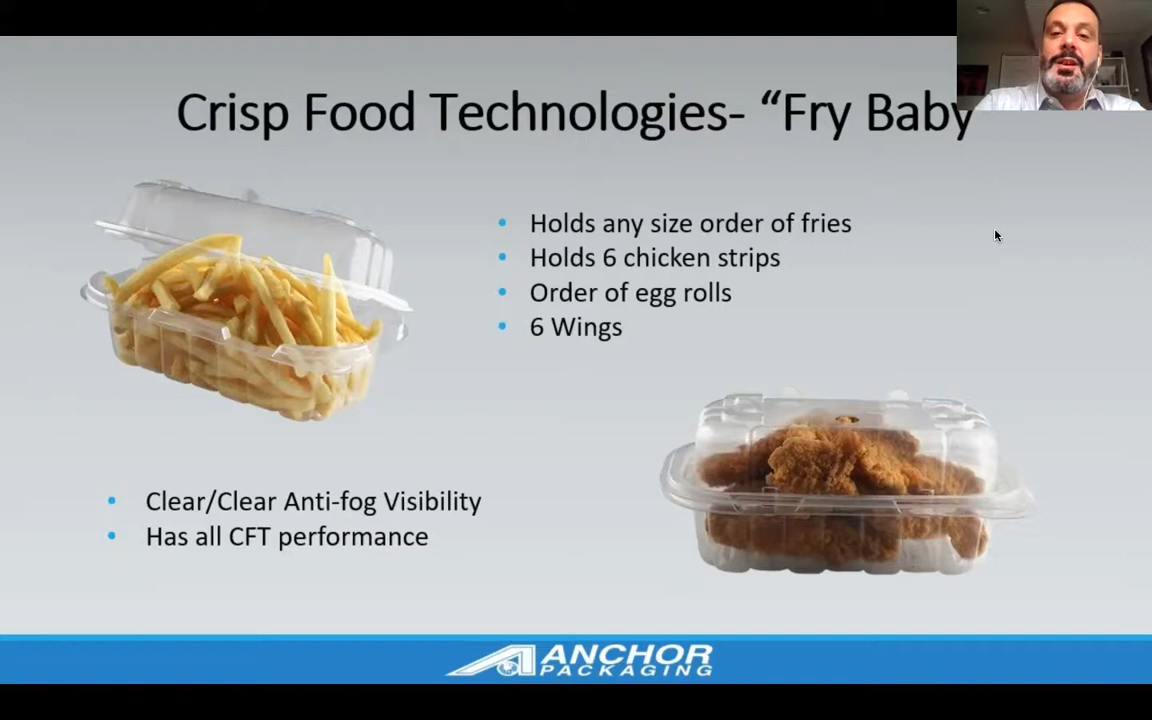 Crisp Food Technologies- “Fry Baby
• Holds any size order of fries
• Holds 6 chicken strips
• Order of egg rolls
• 6 Wings
• Clear/Clear Anti-fog Visibility
• Has all CFT performance
ANCHOR
PACKAGING